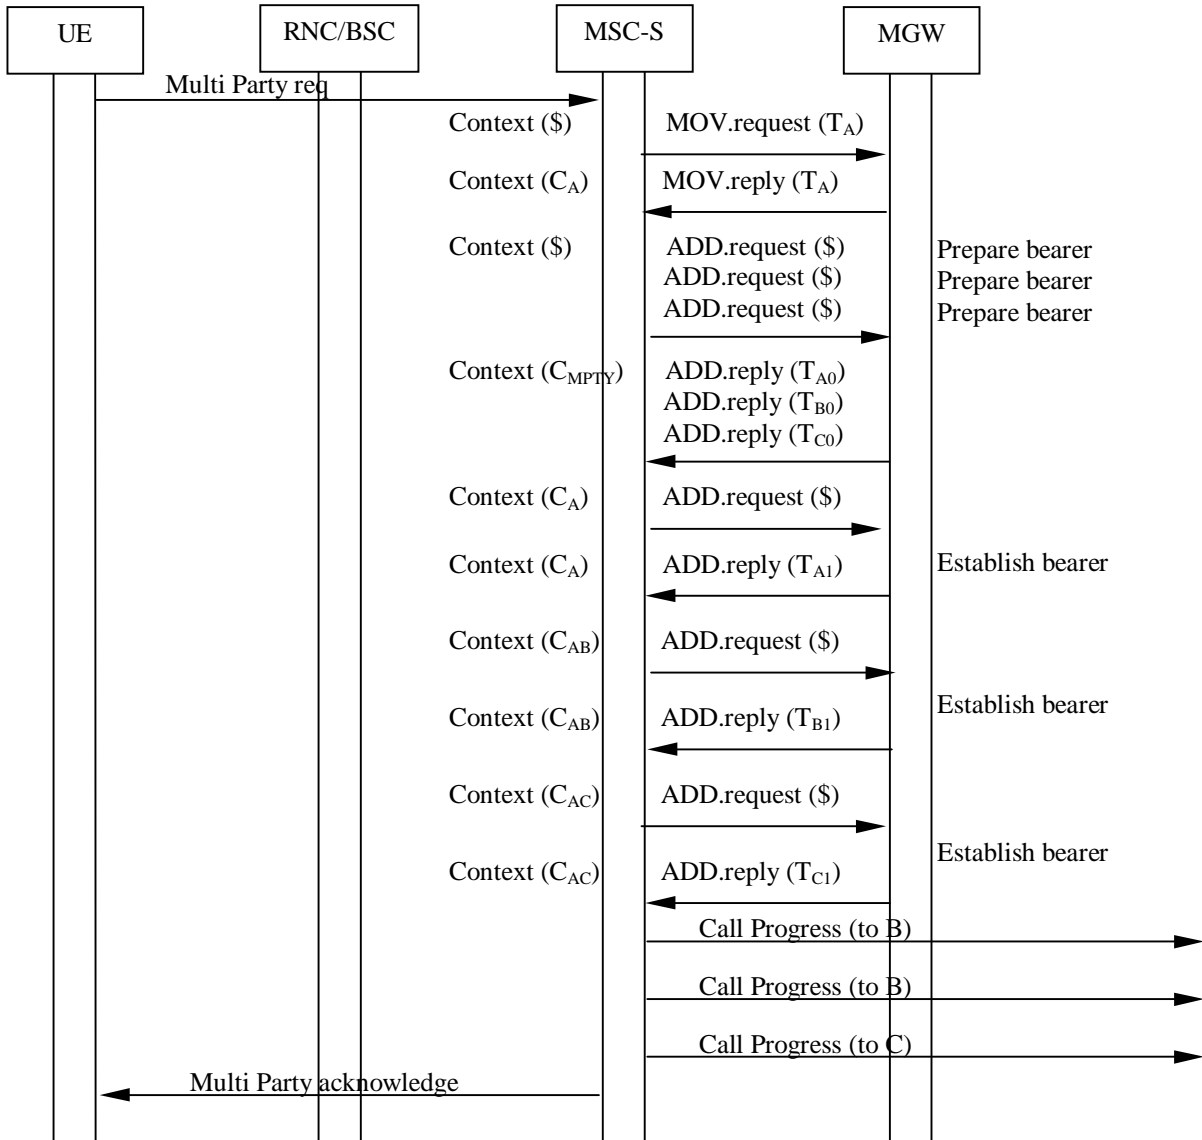 UE RNC/BSC MSC-S MGW
Multi Party req
Context ($) MOV.request (TA)
Context (CA) MOV.reply (TA)
Context ($) ADD.request ($) Prepare bearer
ADD.request ($) Prepare bearer
ADD.request ($) Prepare bearer
Context (CMPTY) ADD.reply (TA0)
ADD.reply (TB0)
ADD.reply (TC0)
Context (CA) ADD.request ($)
Context (CA) ADD.reply (TA1) Establish bearer
Context (CAB) ADD.request ($)
Establish bearer
Context (CAB) ADD.reply (TB1)
Context (CAC) ADD.request ($)
Establish bearer
Context (CAC) ADD.reply (TC1)
Call Progress (to B)
Call Progress (to B)
Call Progress (to C)
Multi Party acknowledge